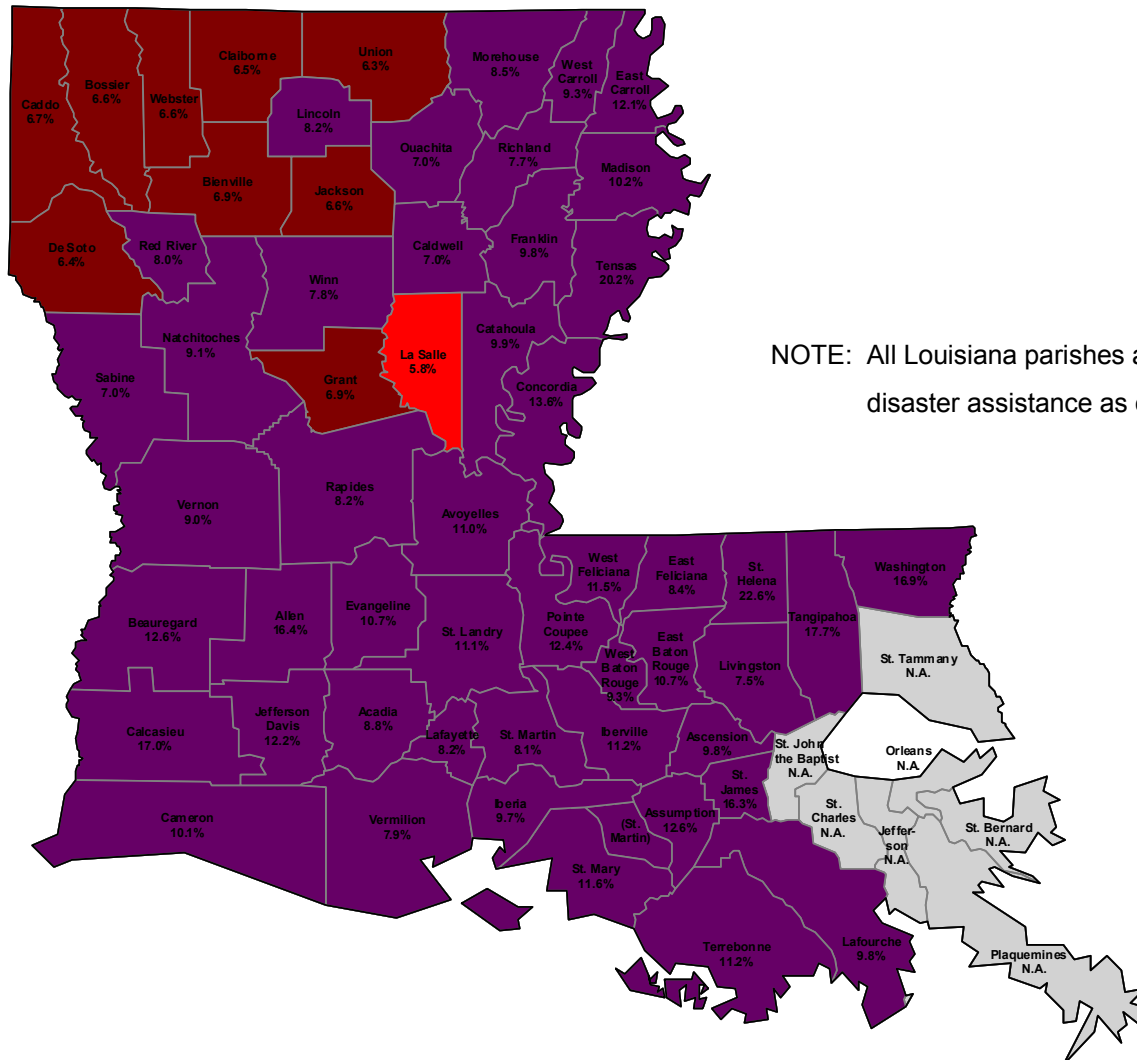 Claiborne
6.5%
Union
6.3%
Morehouse
8.5%
West
Carroll
9.3%
East
Carroll
12.1%
Caddo
6.7%
Bossier
6.6%
Webster
6.6%
Lincoln
8.2%
Ouachita
7.0%
Richland
7.7%
Madison
10.2%
Bienville
6.9%
Jackson
6.6%
De Soto
6.4%
Red River
8.0%
Caldwell
7.0%
Franklin
9.8%
Tensas
20.2%
Winn
7.8%
Natchitoches
9.1%
La Salle
5.8%
Catahoula
9.9%
NOTE: All Louisiana parishes a
disaster assistance as
Sabine
7.0%
Grant
6.9%
Concordia
13.6%
Vernon
9.0%
Rapides
8.2%
Avoyelles
11.0%
West
Feliciana
11.5%
East
Feliciana
8.4%
St.
Helena
22.6%
Washington
16.9%
Beauregard
12.6%
Allen
16.4%
Evangeline
10.7%
St. Landry
11.1%
Pointe
Coupee
12.4%
West
Baton
Rouge
9.3%
East
Baton
Rouge
10.7%
Livingston
7.5%
Tangipahoa
17.7%
St. Tammany
N.A.
Calcasieu
17.0%
Jefferson
Davis
12.2%
Acadia
8.8%
Lafayette
8.2%
St. Martin
8.1%
Iberville
11.2%
Ascension
9.8%
St. John
the Baptist
N.A.
Orleans
N.A.
Cameron
10.1%
Vermilion
7.9%
Iberia
9.7%
(St.
Martin)
Assumption
12.6%
St.
James
16.3%
St.
Charles
N.A.
Jeffer-
son
N.A.
St. Bernard
N.A.
St. Mary
11.6%
Terrebonne
11.2%
Lafourche
9.8%
Plaquemines
N.A.